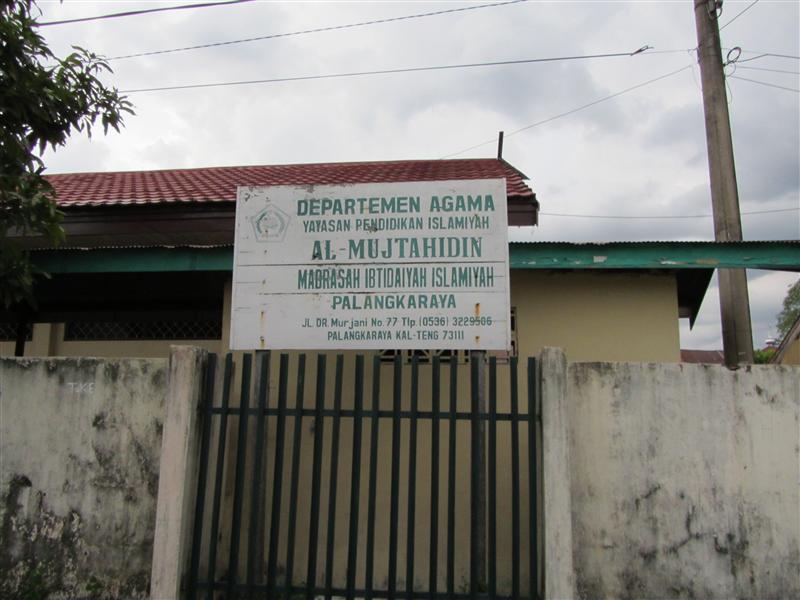 DEPARTEMEN AGAMA
YAYASAN PENDIDIKAN ISLAMIYAH
AL-MUJTAHIDIN
MADRASAH IBTIDAIYAH ISLAMIYAH
PALANGKARAYA
JL. DR. Murjani No. 77 Tlp. (0536) 3229506
PALANGKARAYA KAL-TENG 73111